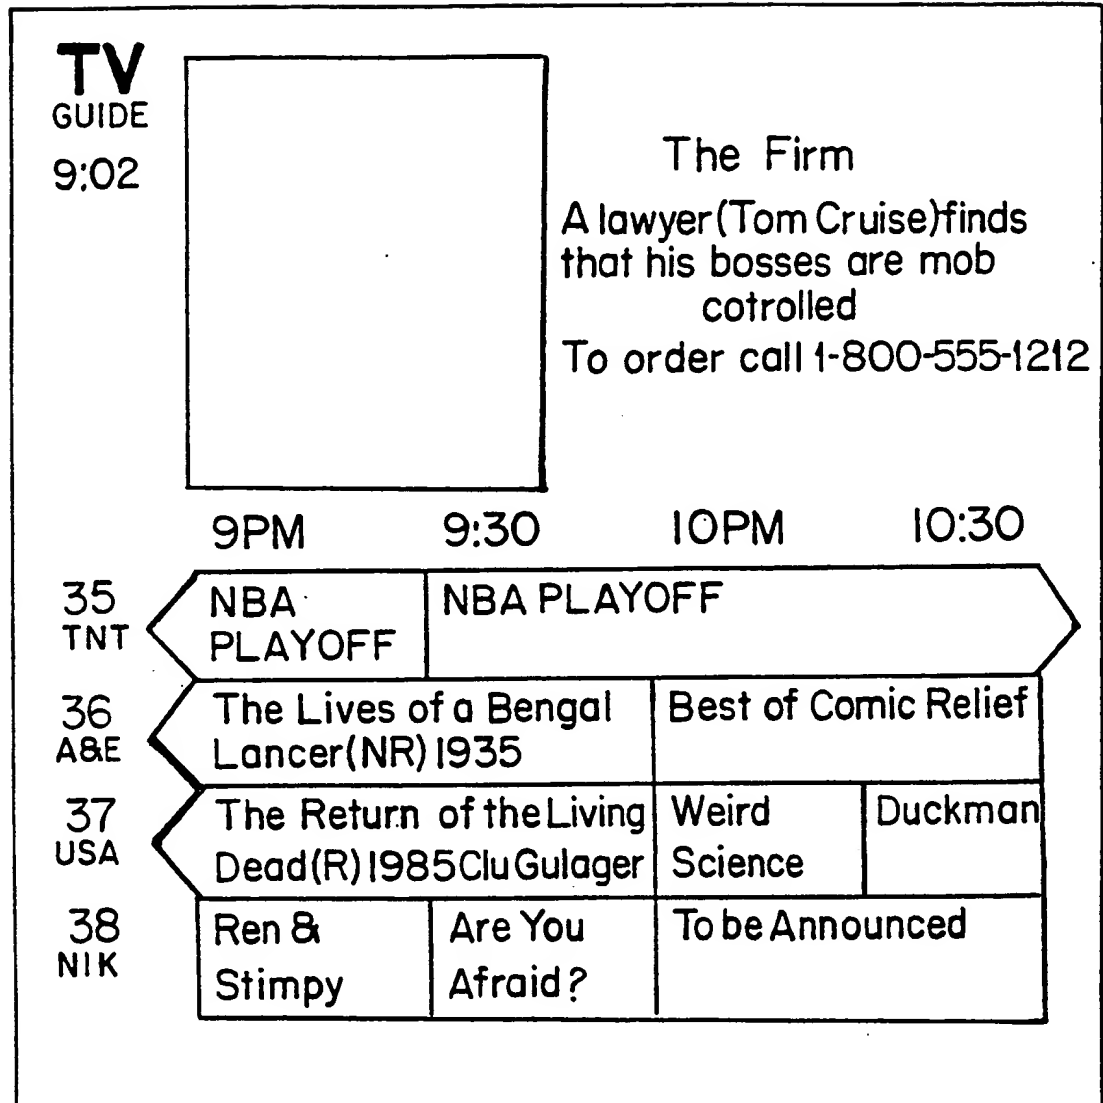 TV
GUIDE
9:02
The Firm
A lawyer (Tom Cruise) finds
that his bosses are mob
cotrolled
To order call 1-800-555-1212
9PM 9:30 10PM 10:30
35
TNT
NBA
PLAYOFF
NBA PLAYOFF
36
A&E
The Lives of a Bengal
Lancer (NR) 1935
Best of Comic Relief
37
USA
The Return of the Living
Dead (R) 1985 Clu Gulager
Weird
Science
Duckman
38
NIK
Ren &
Stimpy
Are You
Afraid?
To be Announced